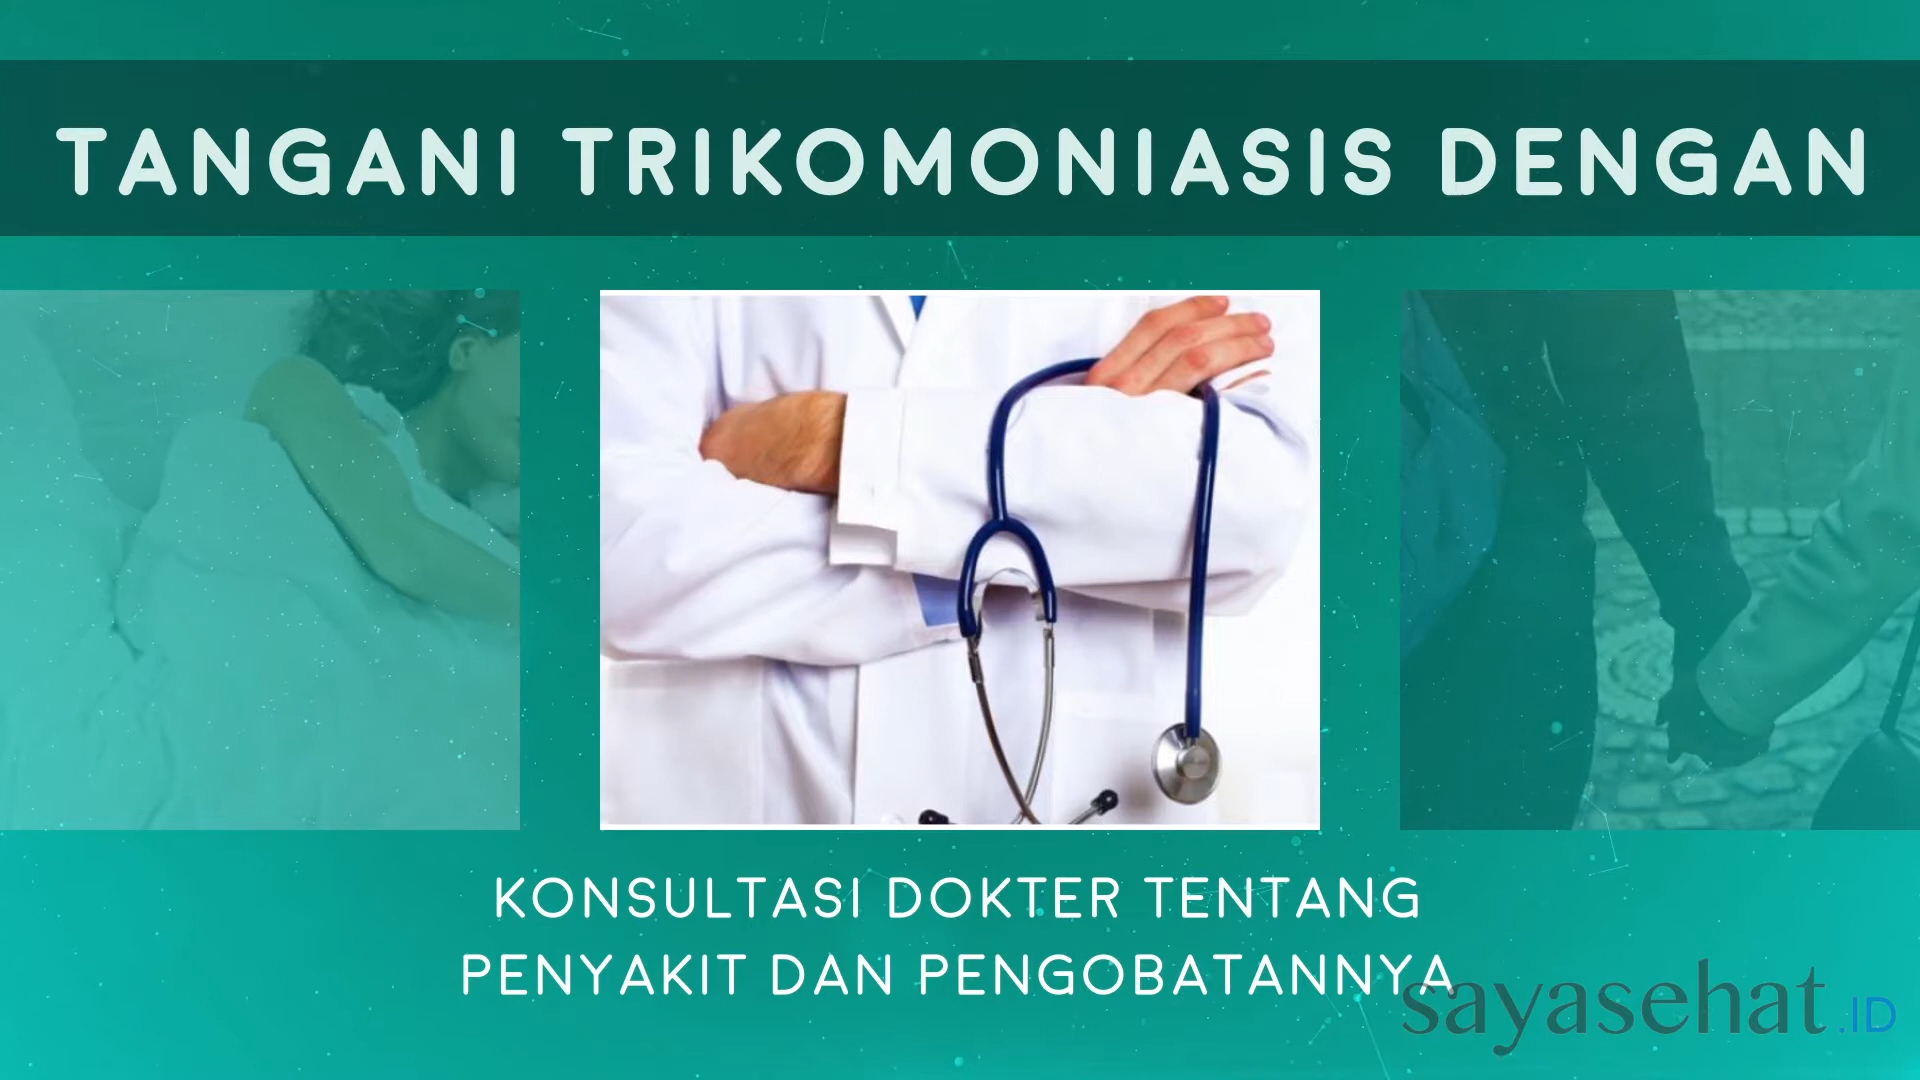 TANGANI TRIKOMONIASIS DENGAN
KONSULTASI DOKTER TENTANG
PENYAKIT DAN PENGOBATANNYA
sayasehat.ID